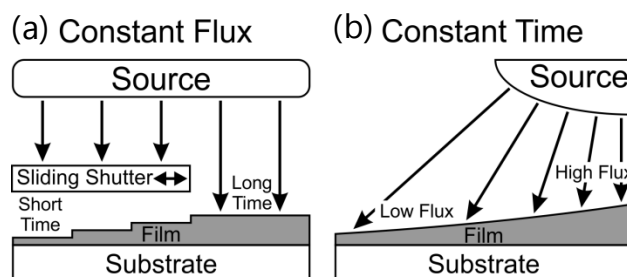 (a) Constant Flux
Source
Sliding Shutter
Short
Time
Long
Time
Film
Substrate
(b) Constant Time
Source
Low Flux
High Flux
Film
Substrate